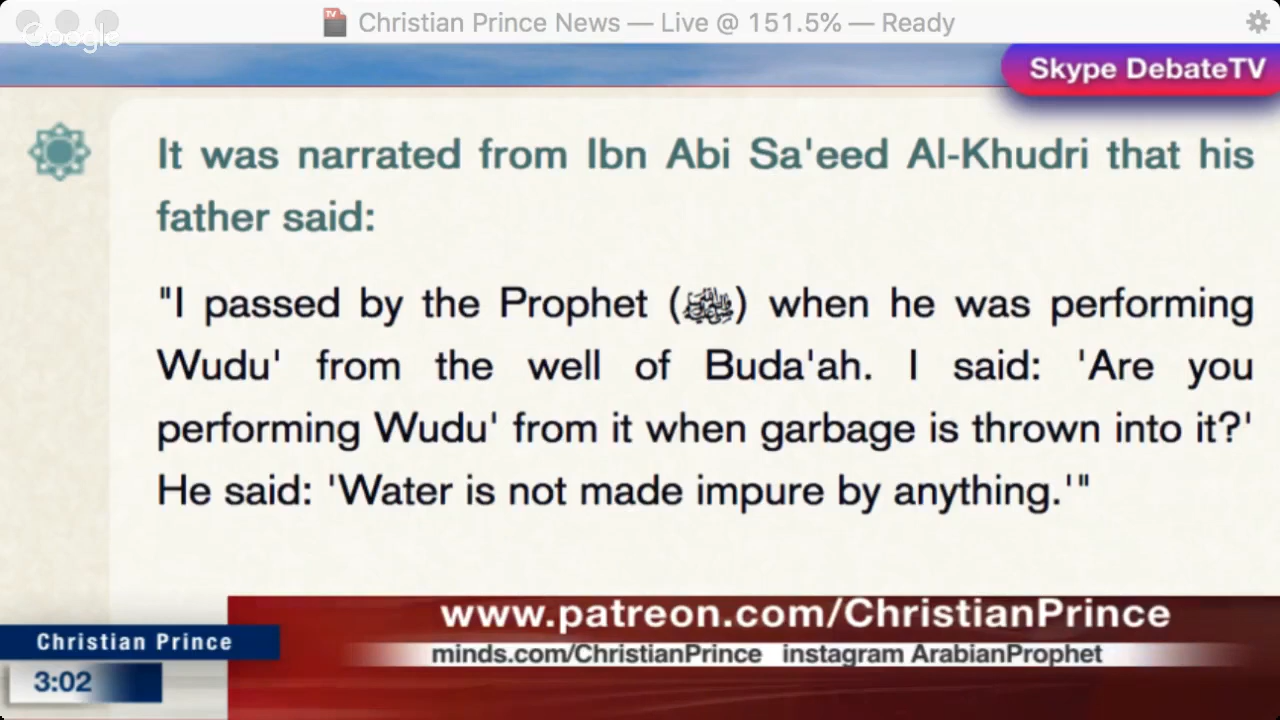 Christian Prince News — Live @ 151.5% — Ready
Google
Skype DebateTV
It was narrated from Ibn Abi Sa'eed Al-Khudri that his
father said:
"I passed by the Prophet (ﷺ) when he was performing
Wudu' from the well of Buda'ah. I said: 'Are you
performing Wudu' from it when garbage is thrown into it?'
He said: 'Water is not made impure by anything.'"
www.patreon.com/ChristianPrince
Christian Prince
minds.com/ChristianPrince instagram ArabianProphet
3:02